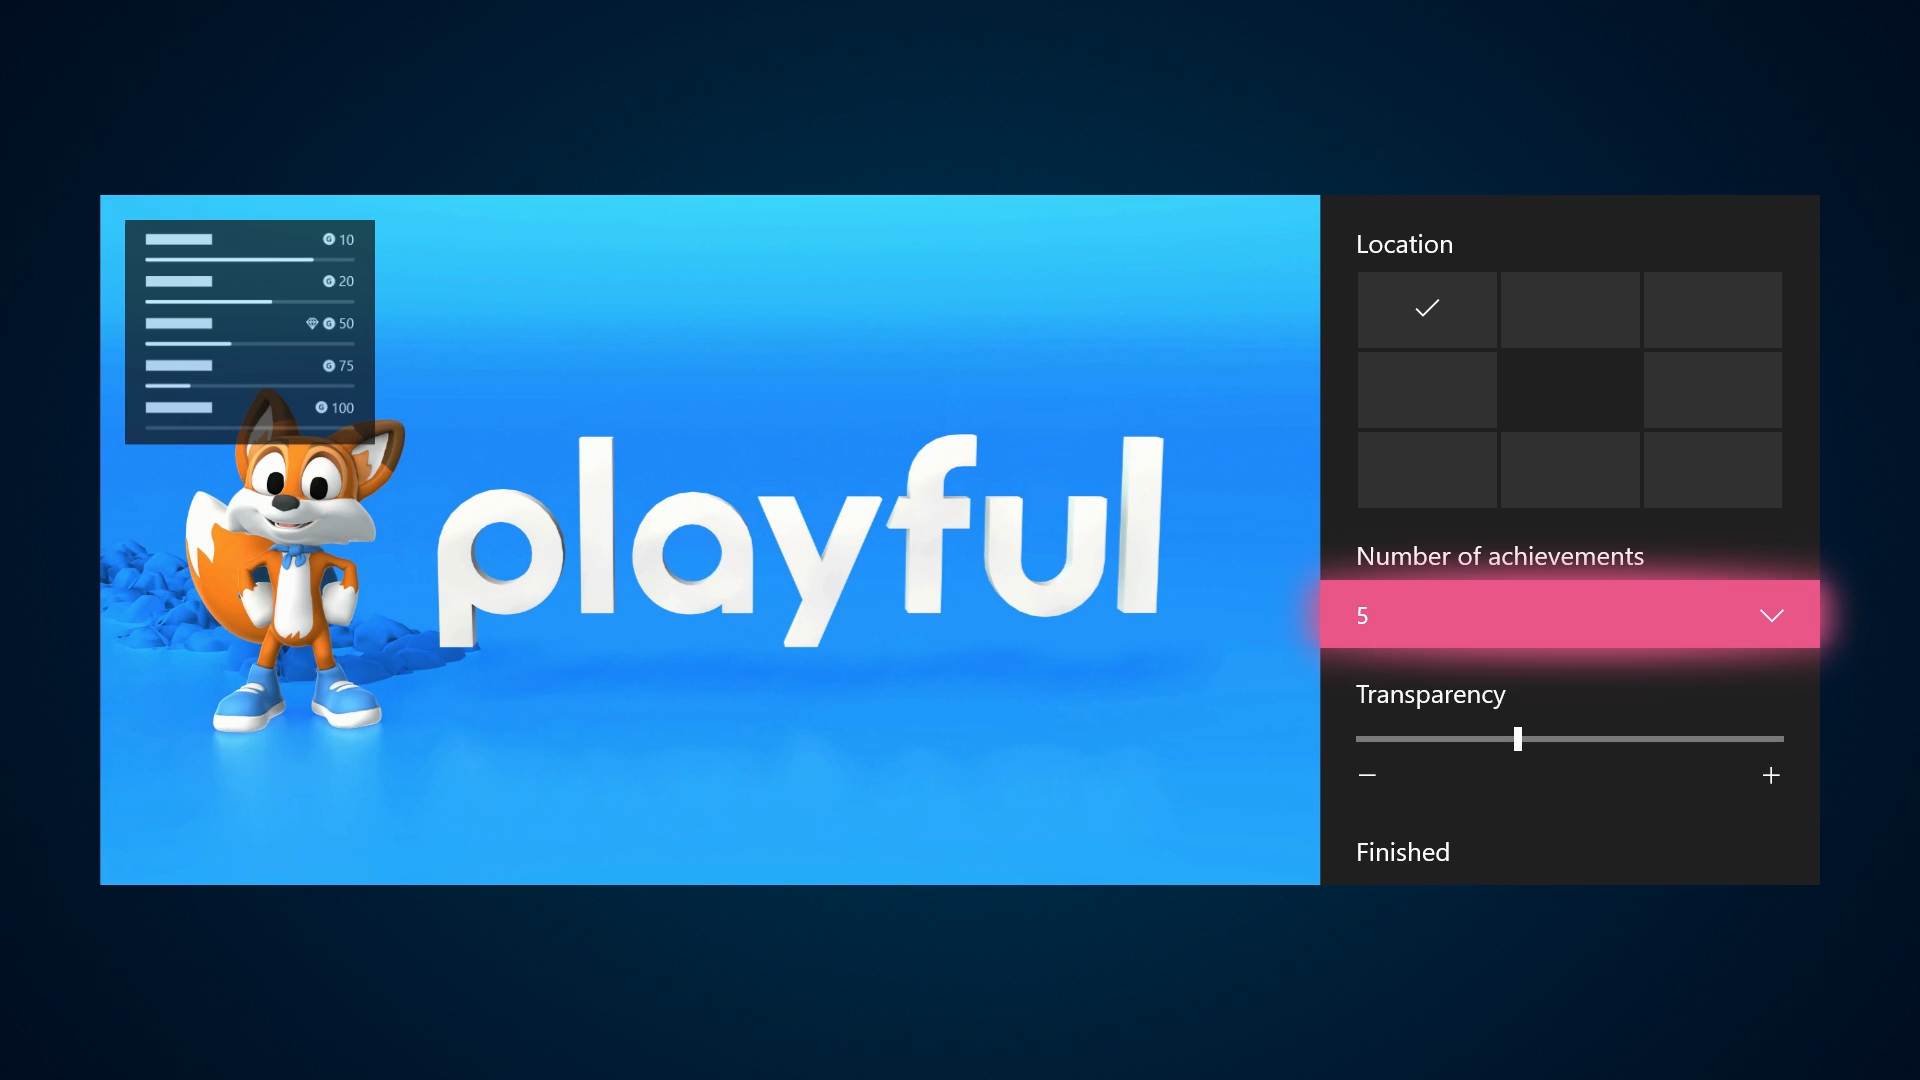 G 10
G 20
G 50
G 75
G 100
playful
Location
Number of achievements
5
Transparency
Finished